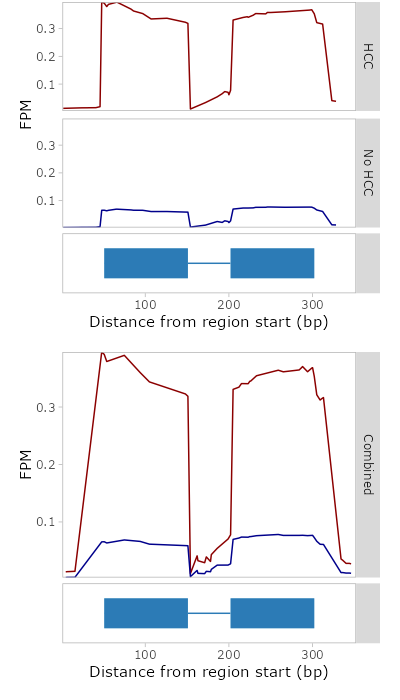 0.3
0.2
0.1
HCC
FPM
0.3
0.2
0.1
No HCC
100 200 300
Distance from region start (bp)
0.3
0.2
0.1
FPM
Combined
100 200 300
Distance from region start (bp)